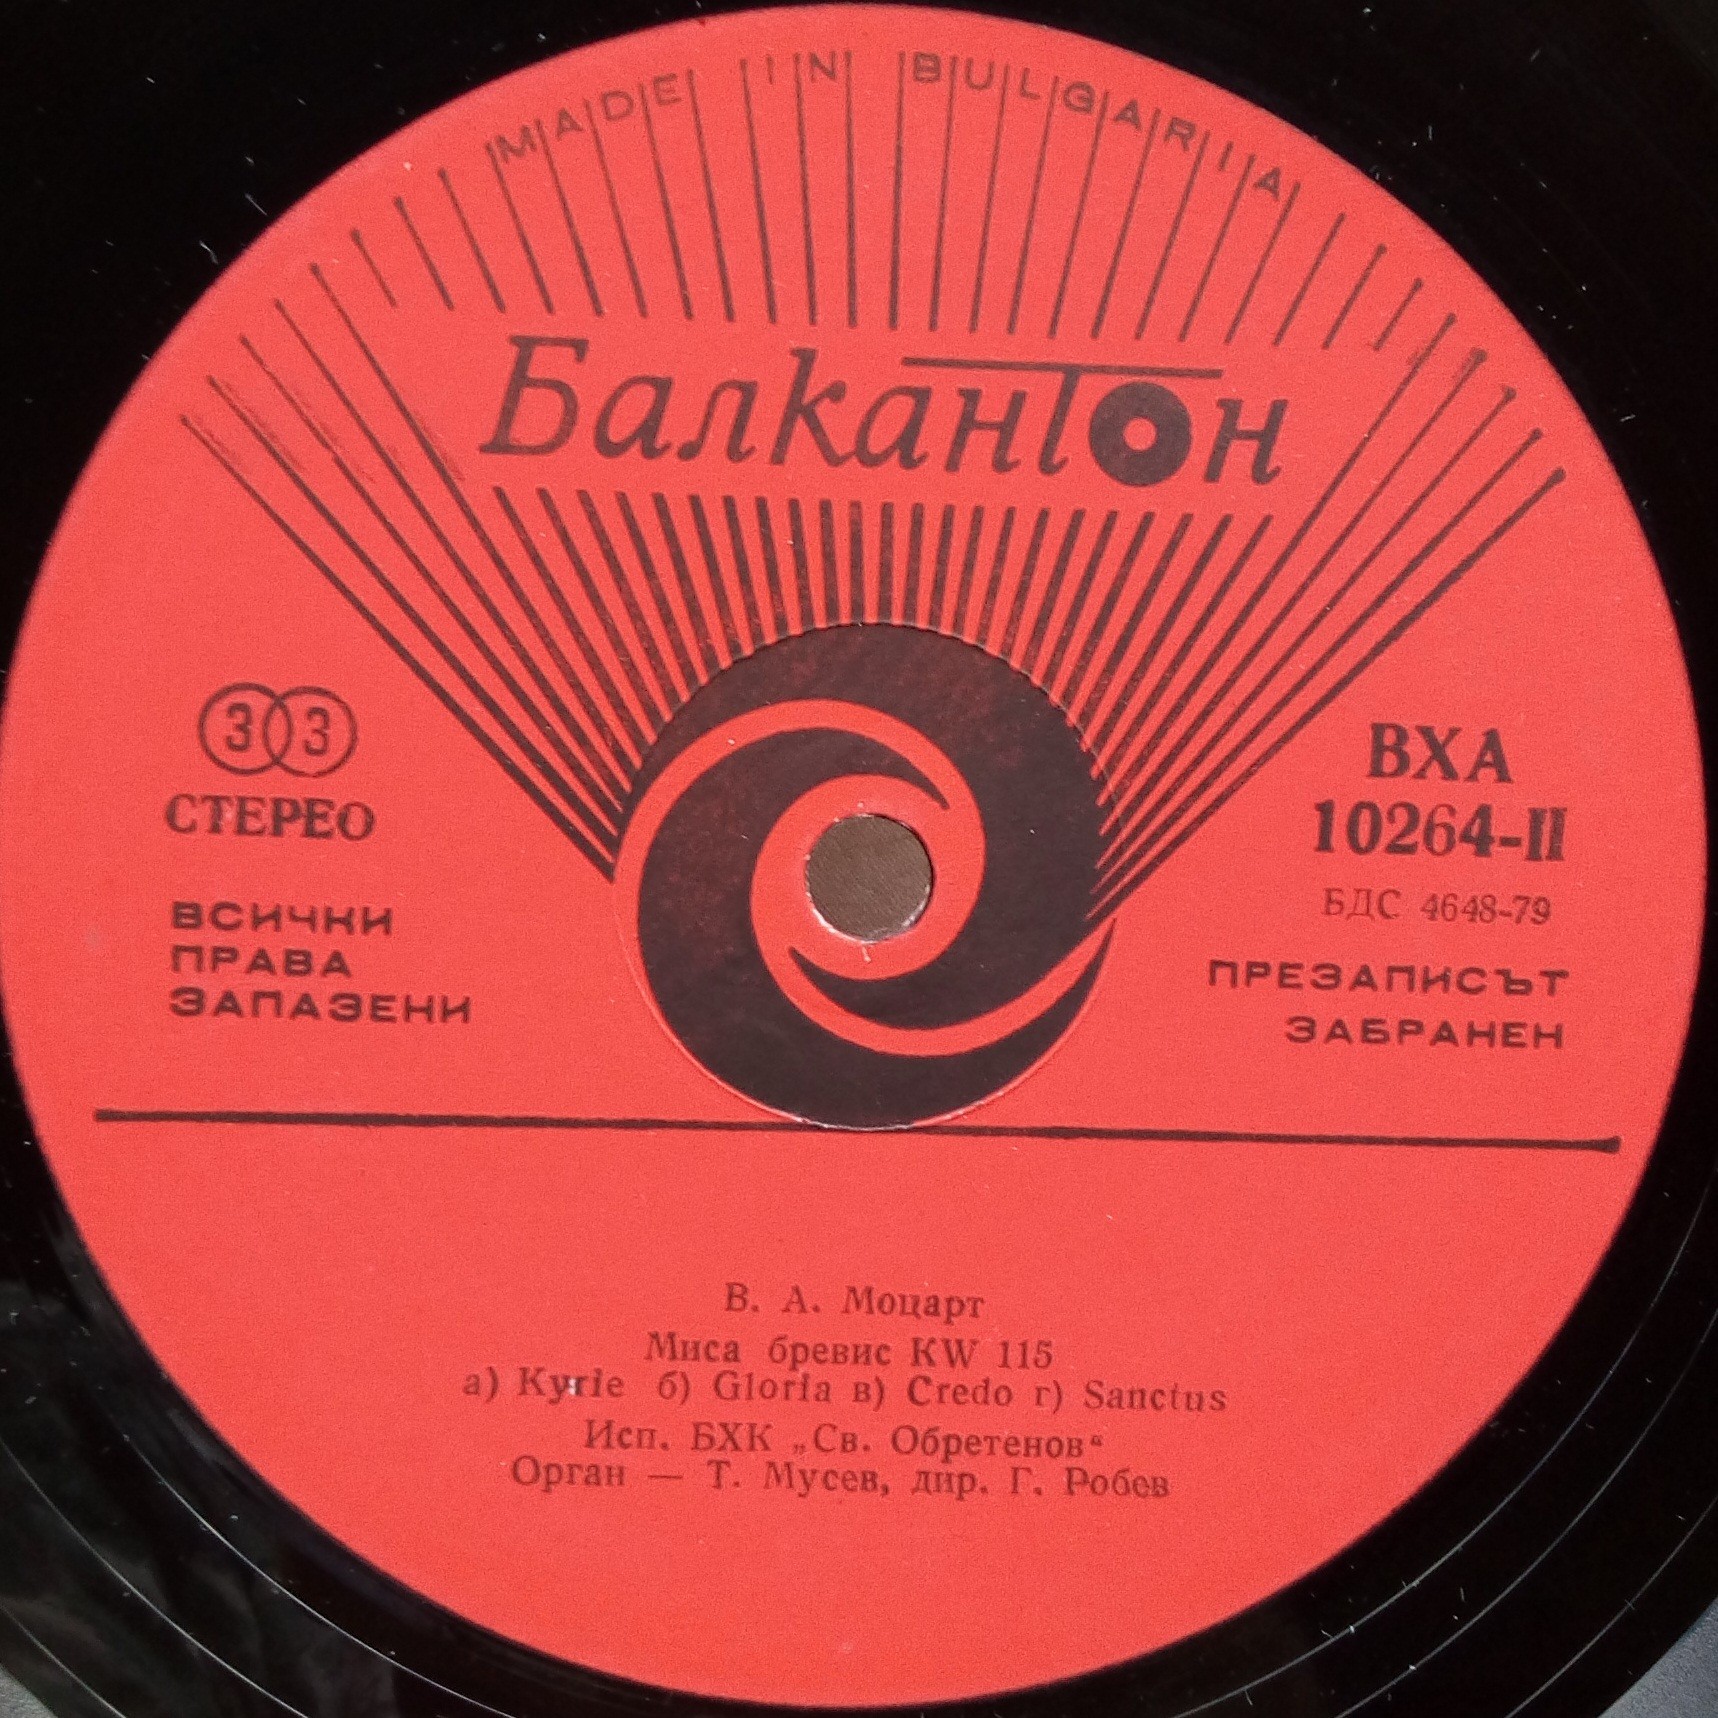 MADE IN BULGARIA
Балкантон
33
СТЕРЕО
ВСИЧКИ
ПРАВА
ЗАПАЗЕНИ
ВХА
10264-II
БДС 4648-79
ПРЕЗАПИСЪТ
ЗАБРАНЕН
В. А. Моцарт
Миса бревис KW 115
а) Kyrie б) Gloria в) Credo г) Sanctus
Исп. БХК „Св. Обретенов“
Орган — Т. Мусев, дир. Г. Робев